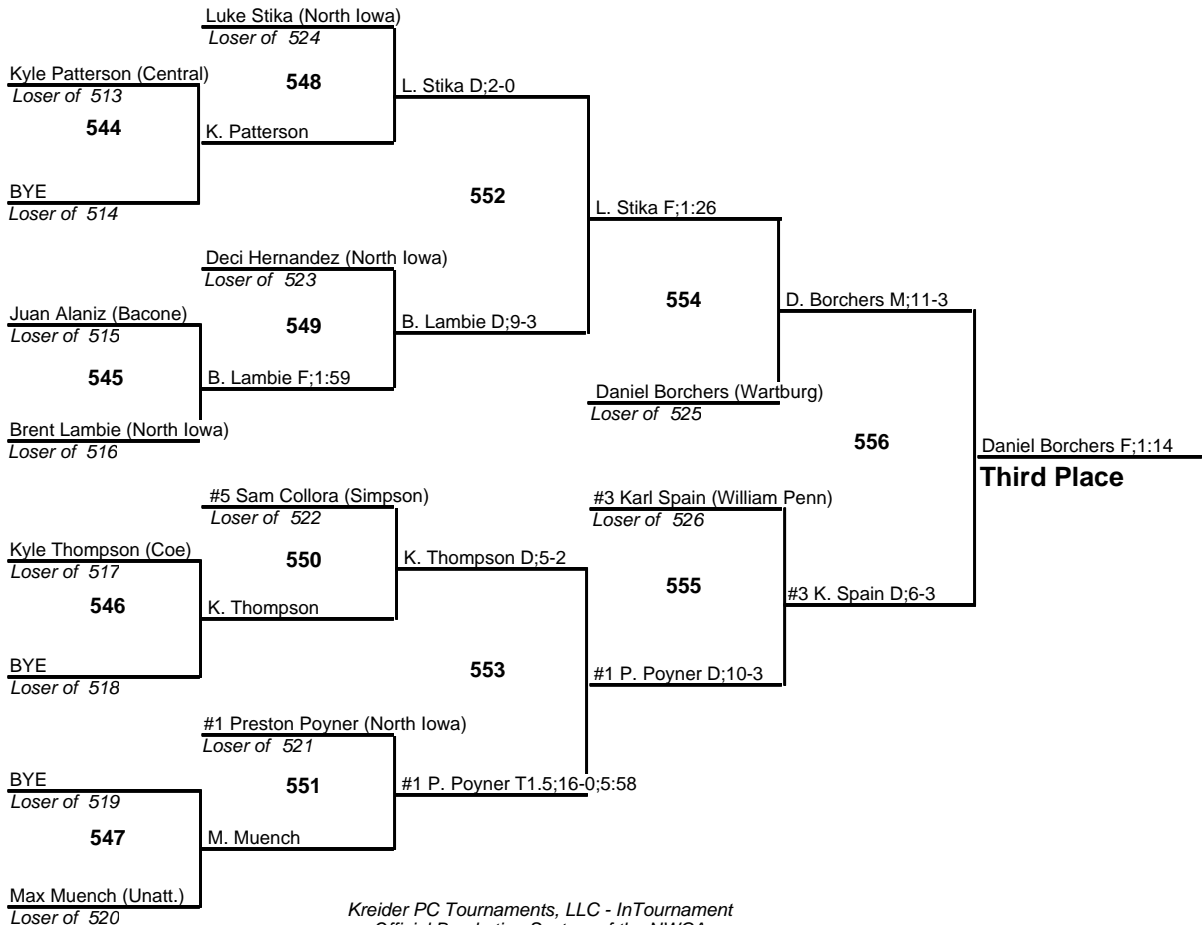 Luke Stika (North Iowa)
Loser of 524
Kyle Patterson (Central)
Loser of 513
548
L. Stika D;2-0
544
K. Patterson
BYE
Loser of 514
552
L. Stika F;1:26
Deci Hernandez (North Iowa)
Loser of 523
Juan Alaniz (Bacone)
Loser of 515
549
B. Lambie D;9-3
554
D. Borchers M;11-3
545
B. Lambie F;1:59
Daniel Borchers (Wartburg)
Loser of 525
Brent Lambie (North Iowa)
Loser of 516
556
Daniel Borchers F;1:14
Third Place
#5 Sam Collora (Simpson)
Loser of 522
#3 Karl Spain (William Penn)
Loser of 526
Kyle Thompson (Coe)
Loser of 517
550
K. Thompson D;5-2
555
#3 K. Spain D;6-3
546
K. Thompson
BYE
Loser of 518
553
#1 P. Poyner D;10-3
#1 Preston Poyner (North Iowa)
Loser of 521
BYE
Loser of 519
551
#1 P. Poyner T1.5;16-0;5:58
547
M. Muench
Max Muench (Unatt.)
Loser of 520
Kreider PC Tournaments, LLC - InTournament